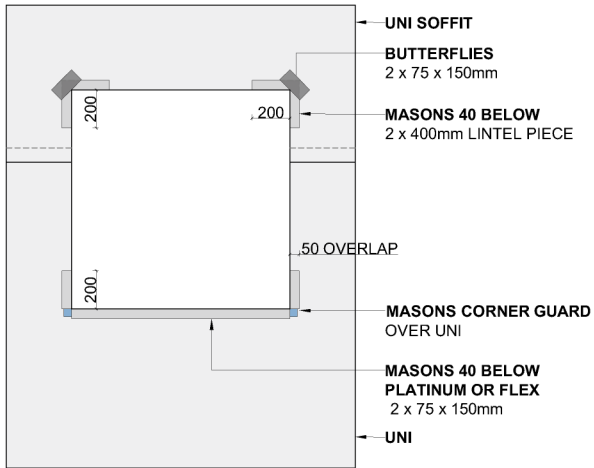 UNI SOFFIT
BUTTERFLIES
2 x 75 x 150mm
200
200
MASONS 40 BELOW
2 x 400mm LINTEL PIECE
50 OVERLAP
200
MASONS CORNER GUARD
OVER UNI
MASONS 40 BELOW
PLATINUM OR FLEX
2 x 75 x 150mm
UNI